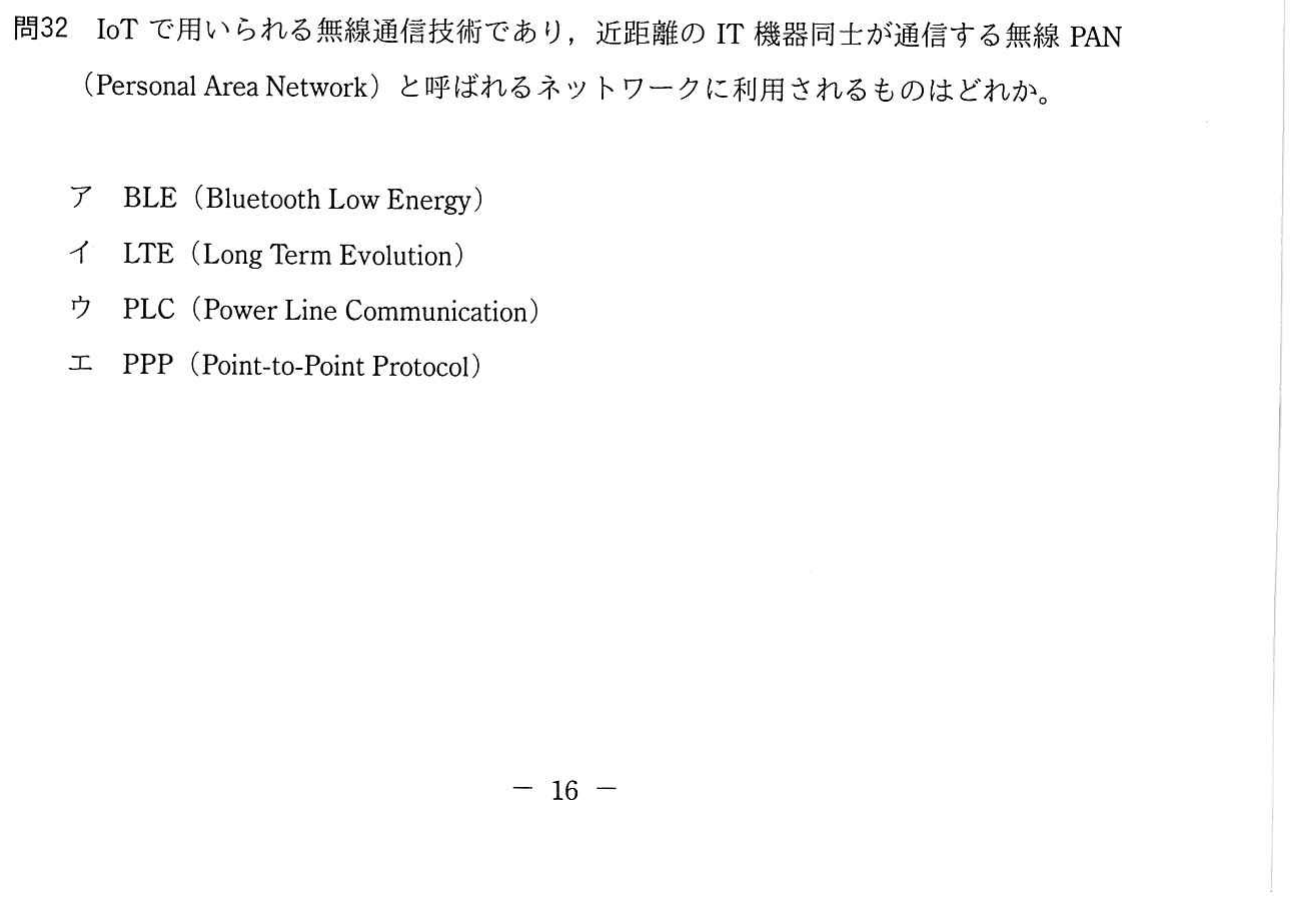 問32 IoT で用いられる無線通信技術であり，近距離の IT 機器同士が通信する無線 PAN
（Personal Area Network）と呼ばれるネットワークに利用されるものはどれか。
ア BLE（Bluetooth Low Energy）
イ LTE（Long Term Evolution）
ウ PLC（Power Line Communication）
エ PPP（Point-to-Point Protocol）
－ 16 －